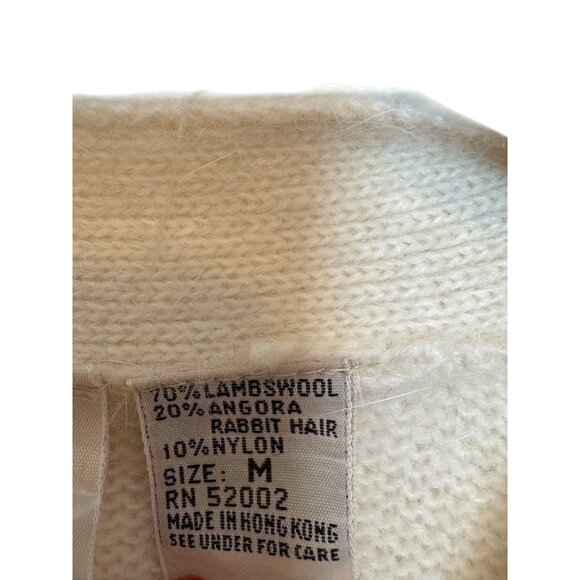 70% LAMBSWOOL
20% ANGORA
RABBIT HAIR
10% NYLON
SIZE: M
RN 52002
MADE IN HONG KONG
SEE UNDER FOR CARE